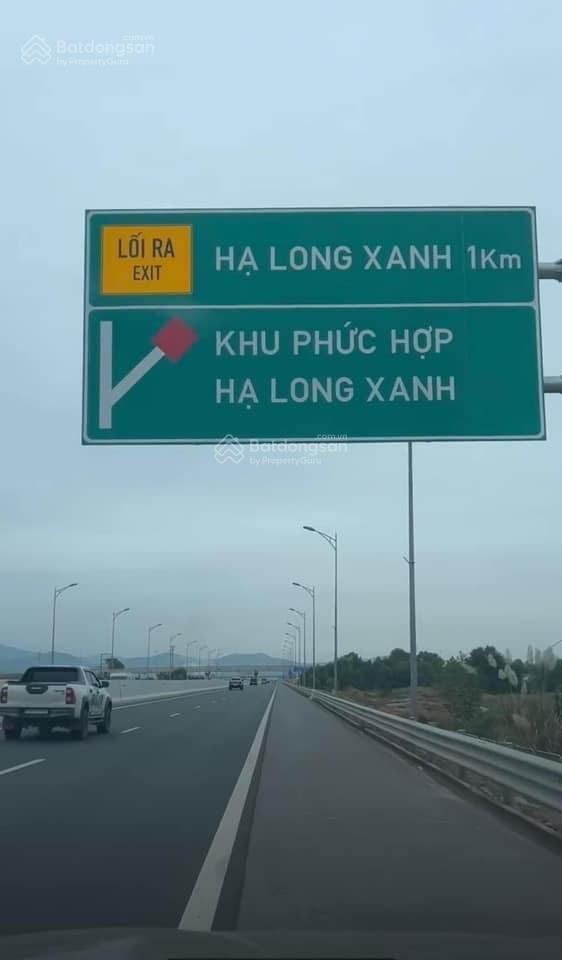 Batdongsan
.com.vn
by PropertyGuru
LỐI RA
EXIT
HẠ LONG XANH 1Km
KHU PHỨC HỢP
HẠ LONG XANH
Batdongsan
.com.vn
by PropertyGuru